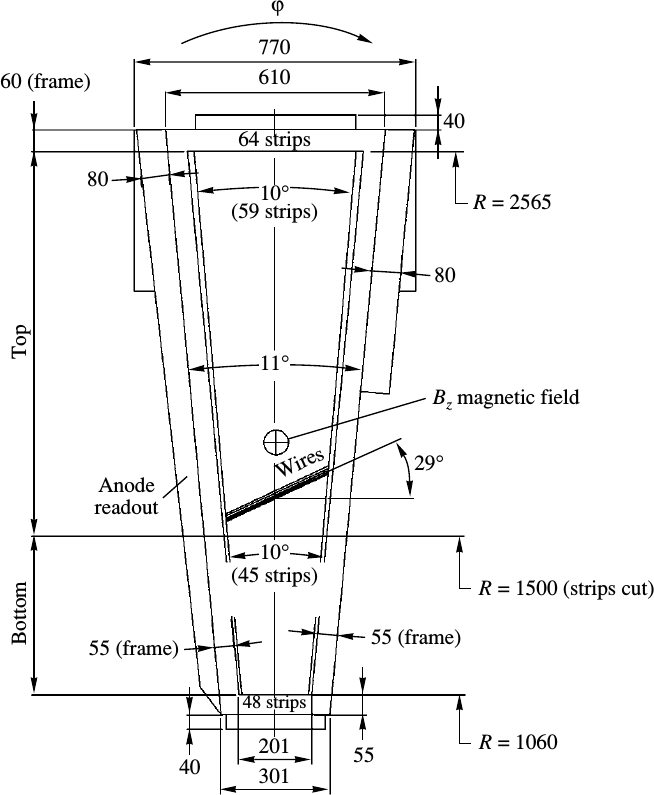 φ
770
60 (frame)
610
40
64 strips
80
10°
(59 strips)
R = 2565
80
Top
11°
B_z magnetic field
Wires
29°
Anode
readout
10°
(45 strips)
R = 1500 (strips cut)
Bottom
55 (frame)
55 (frame)
48 strips
R = 1060
201
55
40
301